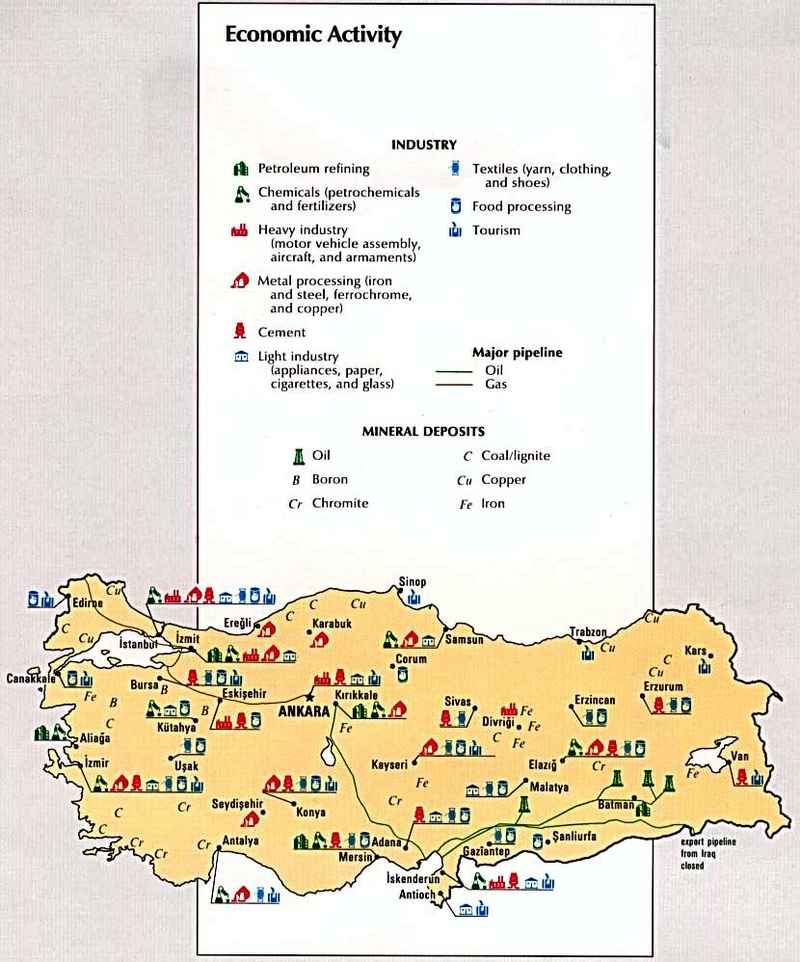 Economic Activity
INDUSTRY
Petroleum refining
Chemicals (petrochemicals
and fertilizers)
Heavy industry
(motor vehicle assembly,
aircraft, and armaments)
Metal processing (iron
and steel, ferrochrome,
and copper)
Cement
Light industry
(appliances, paper,
cigarettes, and glass)
Textiles (yarn, clothing,
and shoes)
Food processing
Tourism
Major pipeline
Oil
Gas
MINERAL DEPOSITS
Oil
B Boron
Cr Chromite
C Coal/lignite
Cu Copper
Fe Iron
Sinop
Cu
Edirne
C
C
Cu
Ereğli
Karabuk
C
Cu
İstanbul
İzmit
Samsun
Trabzon
Cu
Kars
C
Cu
C
Çanakkale
Bursa
Corum
Fe
B
B
Eskişehir
ANKARA
Kırıkkale
Sivas
Divriği
Fe
Erzincan
Erzurum
C
Kütahya
Fe
Fe
C
Fe
Aliağa
İzmir
Uşak
Kayseri
Elazığ
Cr
Van
Fe
Fe
Malatya
Batman
C
Cr
Seydişehir
Konya
Cr
C
Cr
Cr
Cr
Antalya
Adana
Mersin
Gaziantep
Şanliurfa
export pipeline
from Iraq
closed
İskenderun
Antioch